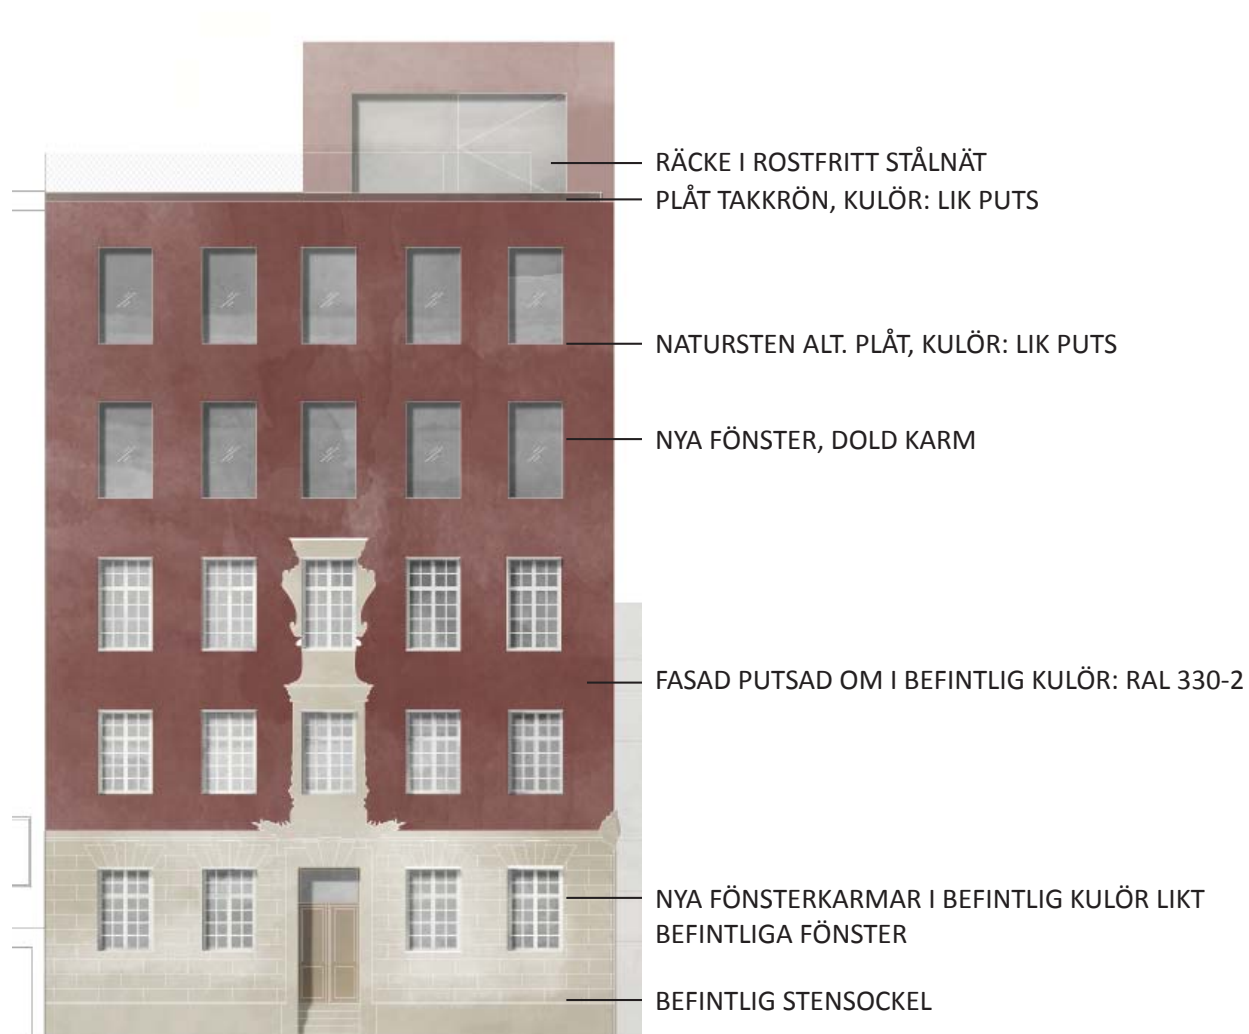 RÄCKE I ROSTFRITT STÅLNÄT
PLÅT TAKKRÖN, KULÖR: LIK PUTS
NATURSTEN ALT. PLÅT, KULÖR: LIK PUTS
NYA FÖNSTER, DOLD KARM
FASAD PUTSAD OM I BEFINTLIG KULÖR: RAL 330-2
NYA FÖNSTERKARMAR I BEFINTLIG KULÖR LIKT
BEFINTLIGA FÖNSTER
BEFINTLIG STENSOCKEL